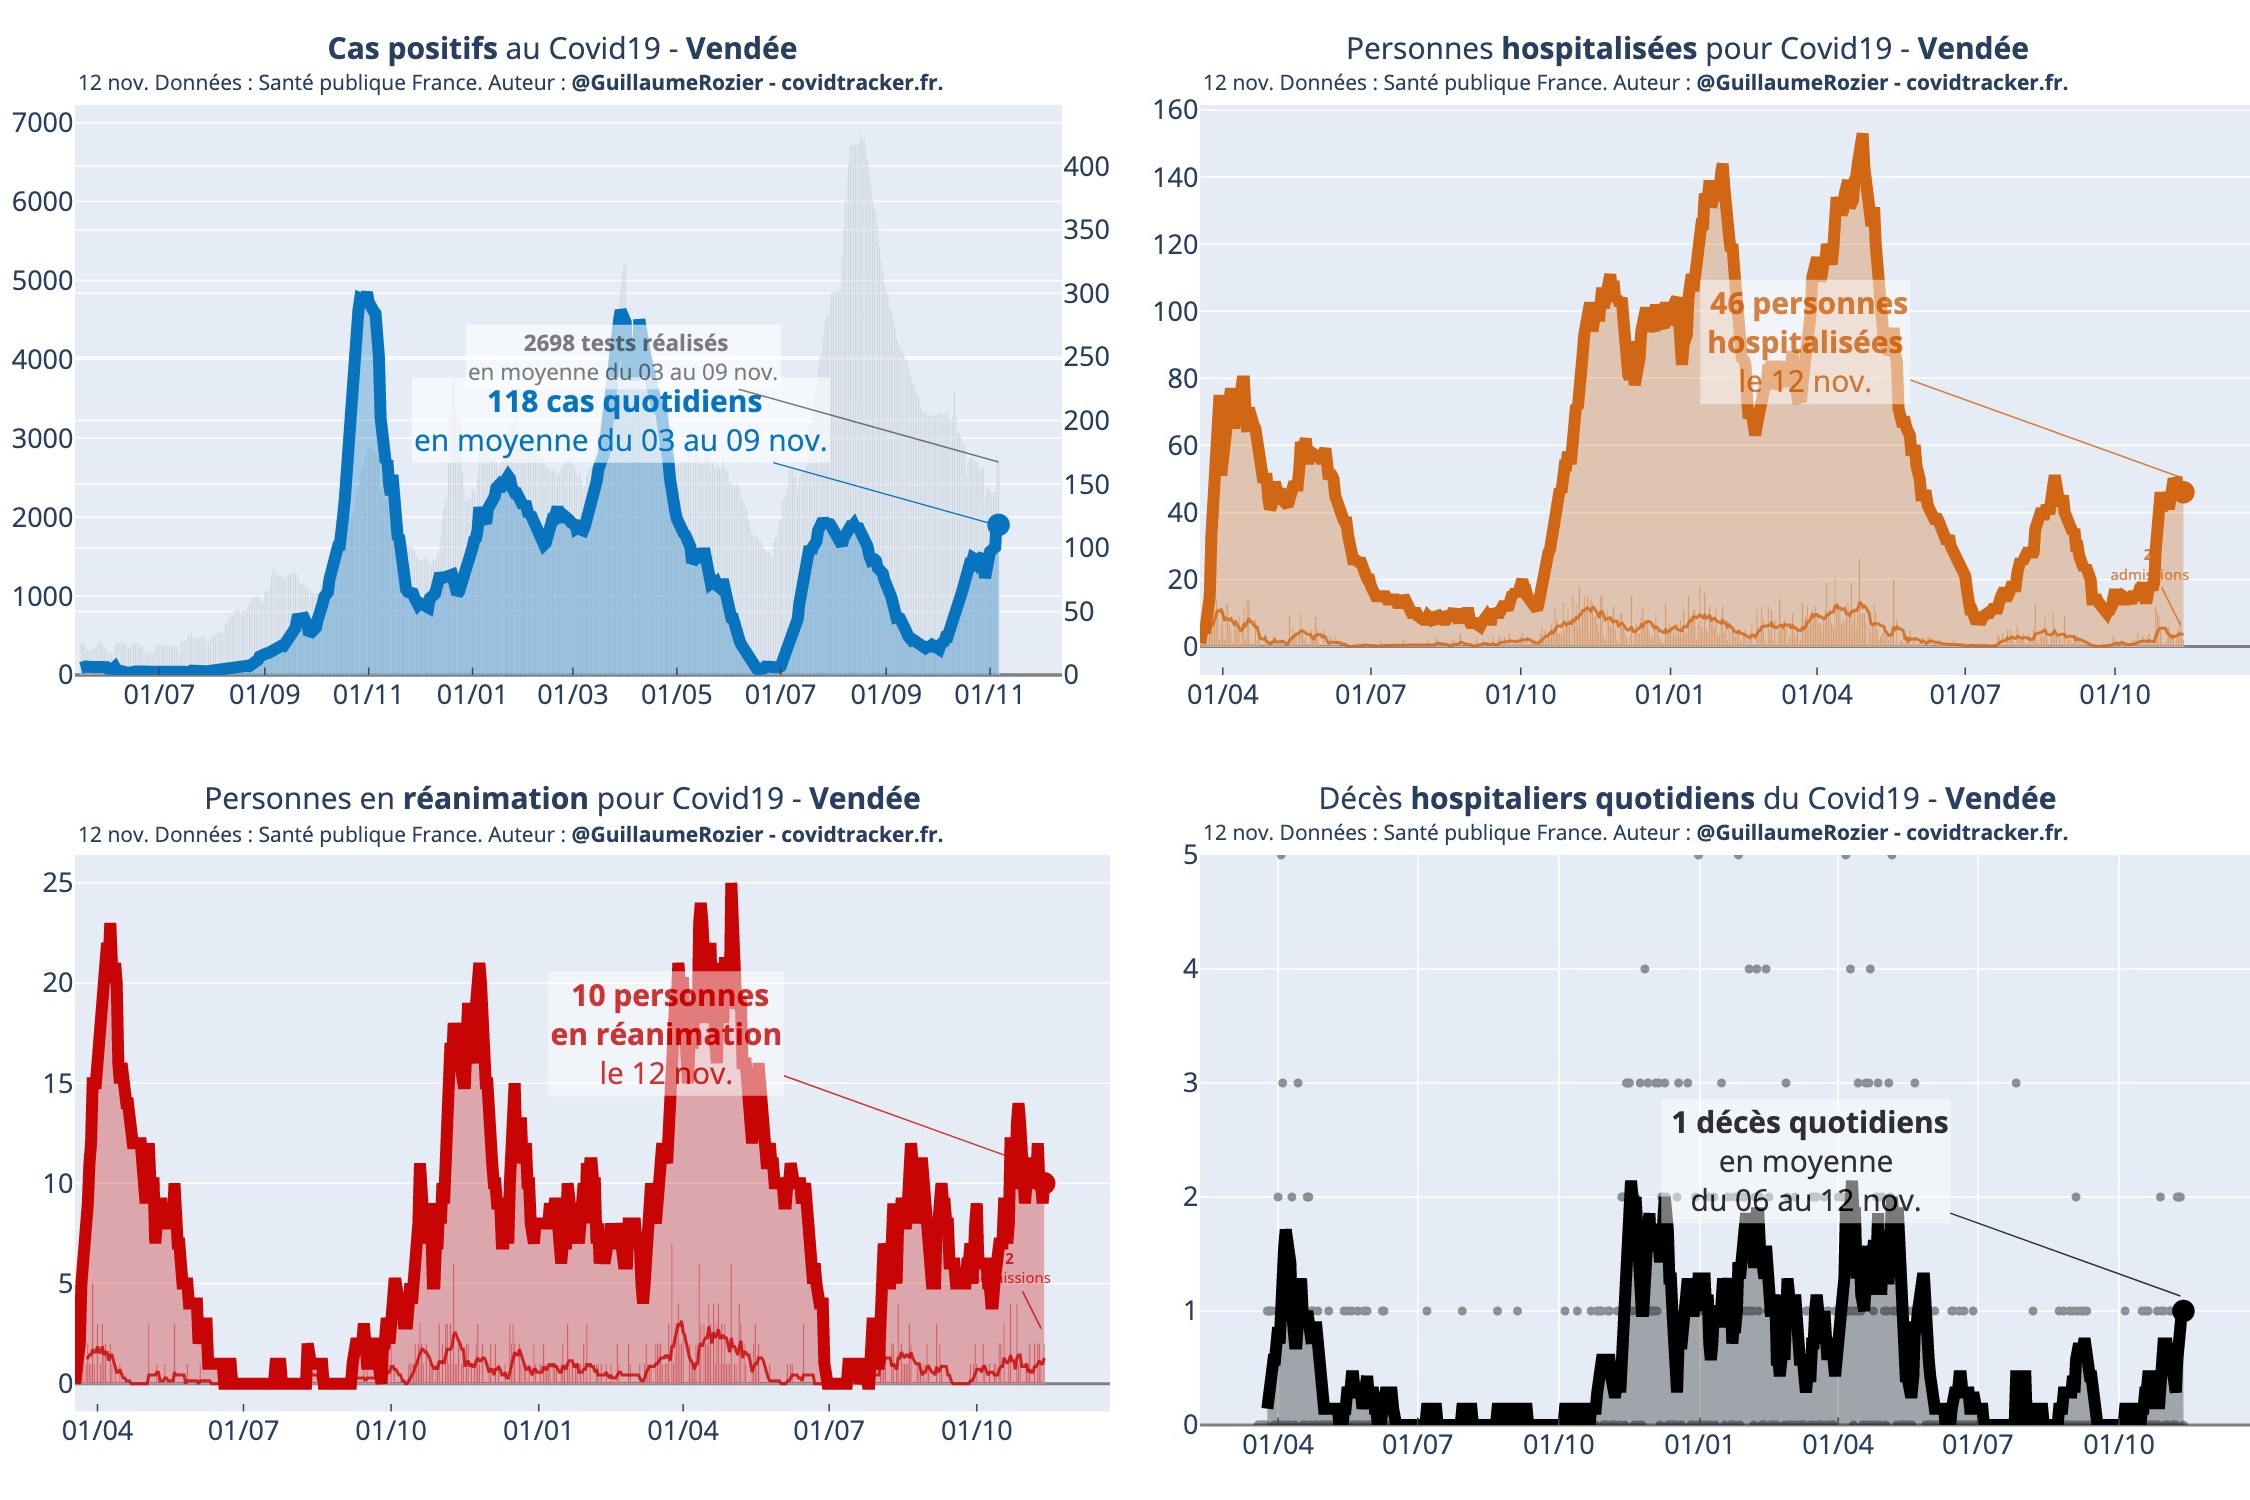 Cas positifs au Covid19 - Vendée
12 nov. Données : Santé publique France. Auteur : @GuillaumeRozier - covidtracker.fr.
7000
6000
5000
4000
3000
2000
1000
0
400
350
300
250
200
150
100
50
0
2698 tests réalisés
en moyenne du 03 au 09 nov.
118 cas quotidiens
en moyenne du 03 au 09 nov.
01/07 01/09 01/11 01/01 01/03 01/05 01/07 01/09 01/11
Personnes hospitalisées pour Covid19 - Vendée
12 nov. Données : Santé publique France. Auteur : @GuillaumeRozier - covidtracker.fr.
160
140
120
100
80
60
40
20
0
46 personnes
hospitalisées
le 12 nov.
admissions
01/04 01/07 01/10 01/01 01/04 01/07 01/10
Personnes en réanimation pour Covid19 - Vendée
12 nov. Données : Santé publique France. Auteur : @GuillaumeRozier - covidtracker.fr.
25
20
15
10
5
0
10 personnes
en réanimation
le 12 nov.
2
01/04 01/07 01/10 01/01 01/04 01/07 01/10
Décès hospitaliers quotidiens du Covid19 - Vendée
12 nov. Données : Santé publique France. Auteur : @GuillaumeRozier - covidtracker.fr.
5
4
3
2
1
0
1 décès quotidiens
en moyenne
du 06 au 12 nov.
01/04 01/07 01/10 01/01 01/04 01/07 01/10